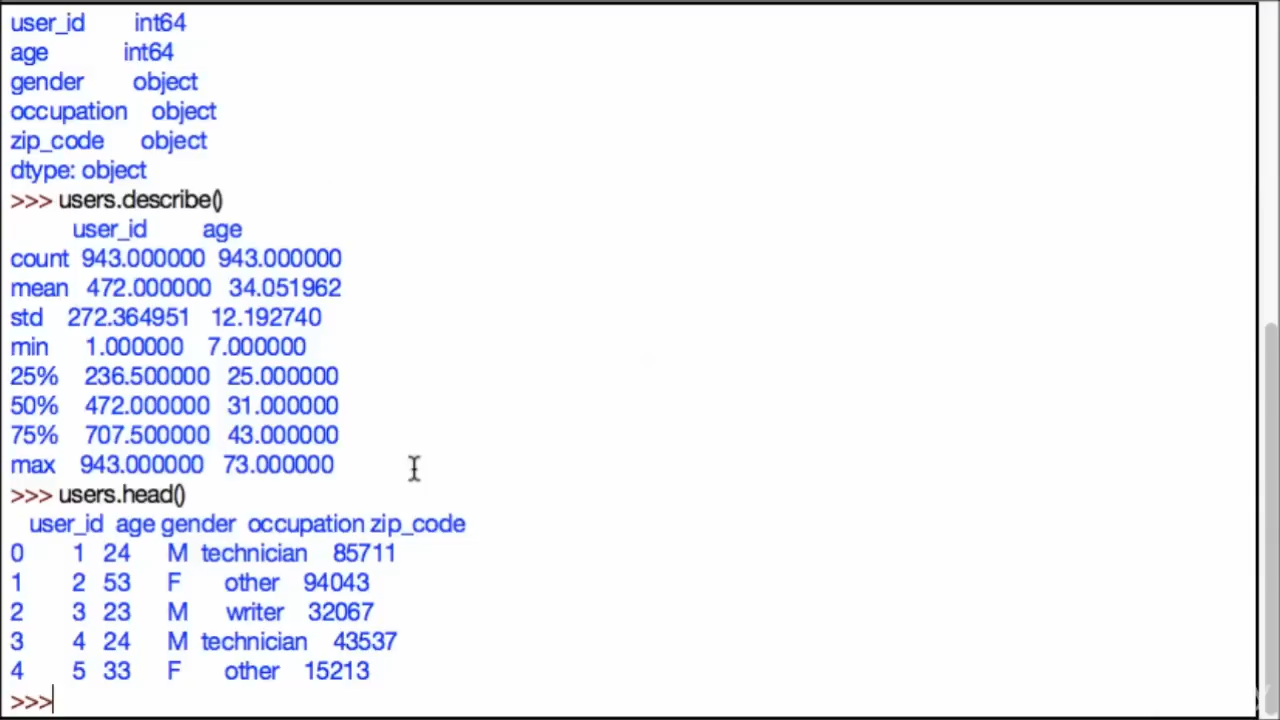 user_id int64
age int64
gender object
occupation object
zip_code object
dtype: object
>>> users.describe()
user_id age
count 943.000000 943.000000
mean 472.000000 34.051962
std 272.364951 12.192740
min 1.000000 7.000000
25% 236.500000 25.000000
50% 472.000000 31.000000
75% 707.500000 43.000000
max 943.000000 73.000000
>>> users.head()
user_id age gender occupation zip_code
0 1 24 M technician 85711
1 2 53 F other 94043
2 3 23 M writer 32067
3 4 24 M technician 43537
4 5 33 F other 15213
>>>